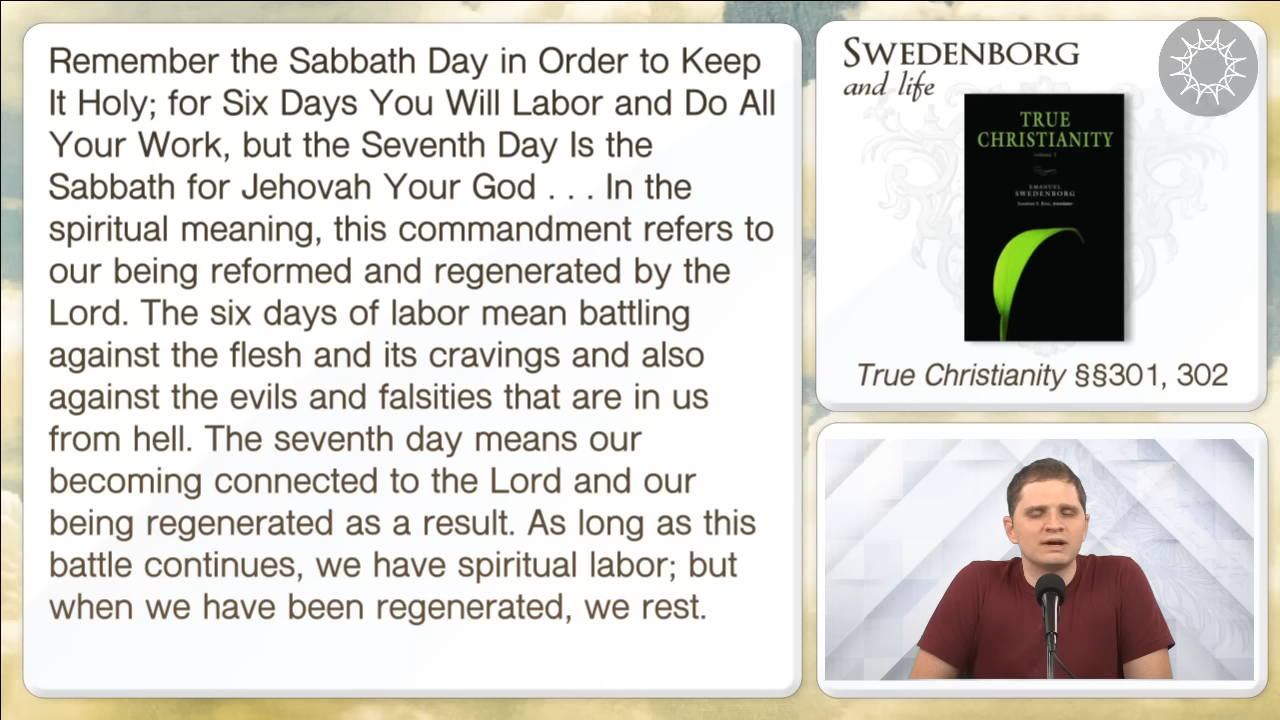 Remember the Sabbath Day in Order to Keep
It Holy; for Six Days You Will Labor and Do All
Your Work, but the Seventh Day Is the
Sabbath for Jehovah Your God . . . In the
spiritual meaning, this commandment refers to
our being reformed and regenerated by the
Lord. The six days of labor mean battling
against the flesh and its cravings and also
against the evils and falsities that are in us
from hell. The seventh day means our
becoming connected to the Lord and our
being regenerated as a result. As long as this
battle continues, we have spiritual labor; but
when we have been regenerated, we rest.
SWEDENBORG
and life
TRUE
CHRISTIANITY
volume 1
EMANUEL
SWEDENBORG
Jonathan S. Rose, translator
True Christianity §§301, 302